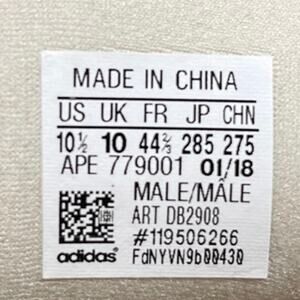 MADE IN CHINA
US UK FR JP CHN
10½ 10 44⅔ 285 275
APE 779001 01/18
MALE/MÂLE
ART DB2908
#119506266
adidas FdNYVN9b00430